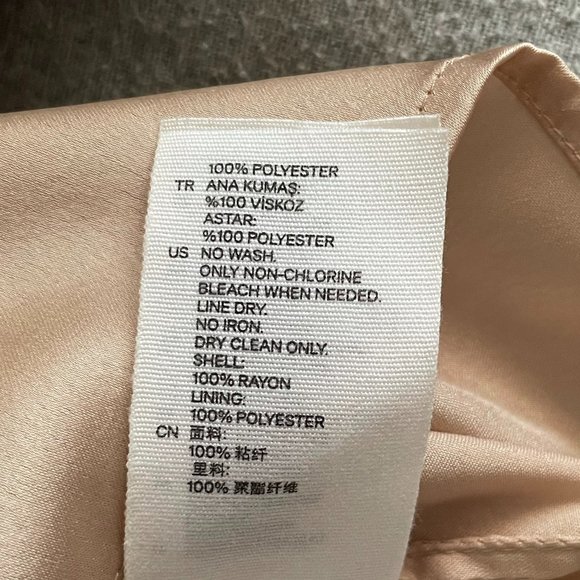 100% POLYESTER
TR ANA KUMAŞ:
%100 VİSKOZ
ASTAR:
%100 POLYESTER
US NO WASH.
ONLY NON-CHLORINE
BLEACH WHEN NEEDED.
LINE DRY.
NO IRON.
DRY CLEAN ONLY.
SHELL:
100% RAYON
LINING:
100% POLYESTER
CN 面料:
100% 粘纤
里料:
100% 聚酯纤维